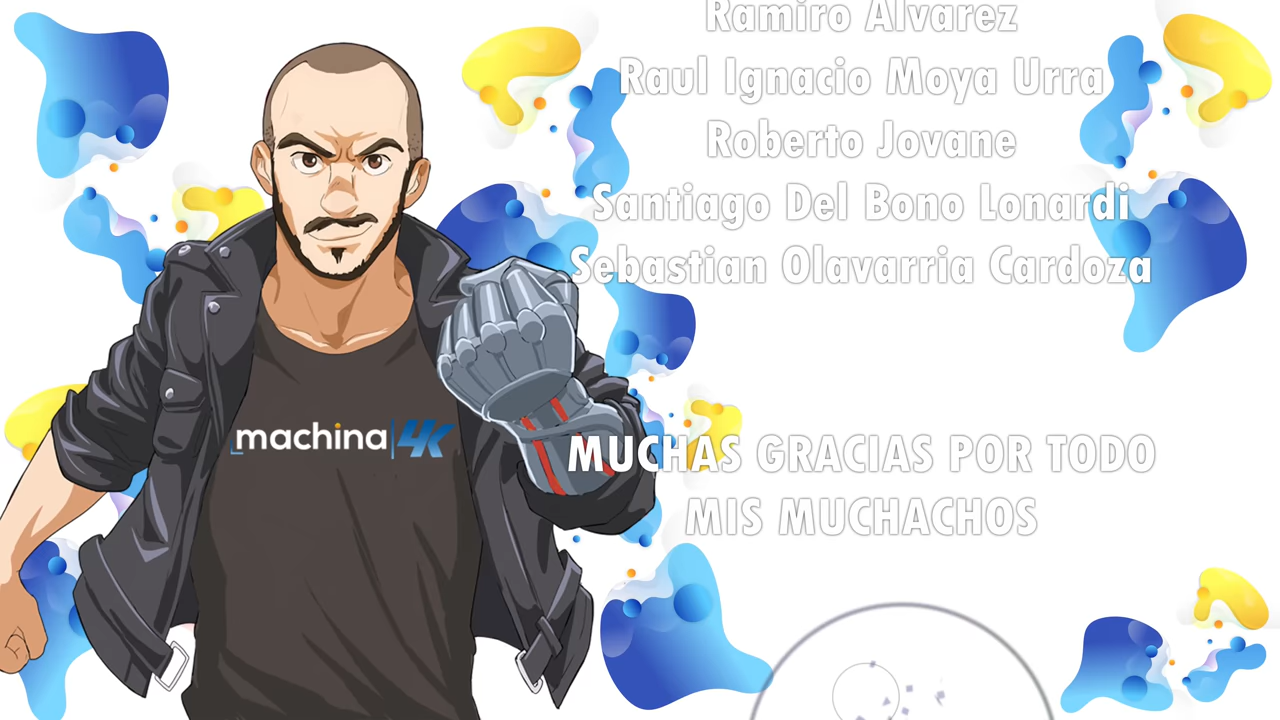 Ramiro Alvarez
Raul Ignacio Moya Urra
Roberto Jovane
Santiago Del Bono Lonardi
Sebastian Olavarria Cardoza
machina|4K
MUCHAS GRACIAS POR TODO
MIS MUCHACHOS